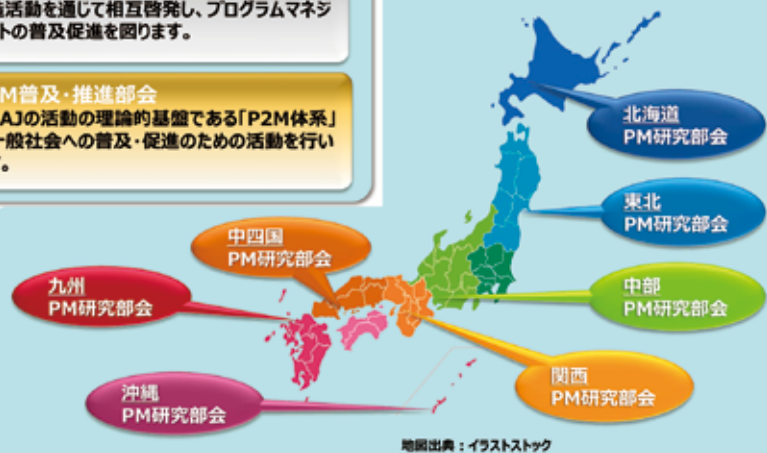 造活動を通じて相互啓発し、プログラムマネジ
トの普及促進を図ります。
M普及・推進部会
AJの活動の理論的基盤である「P2M体系」
一般社会への普及・促進のための活動を行い
。
北海道
PM研究部会
東北
PM研究部会
中四国
PM研究部会
九州
PM研究部会
中部
PM研究部会
関西
PM研究部会
沖縄
PM研究部会
地図出典：イラストストック